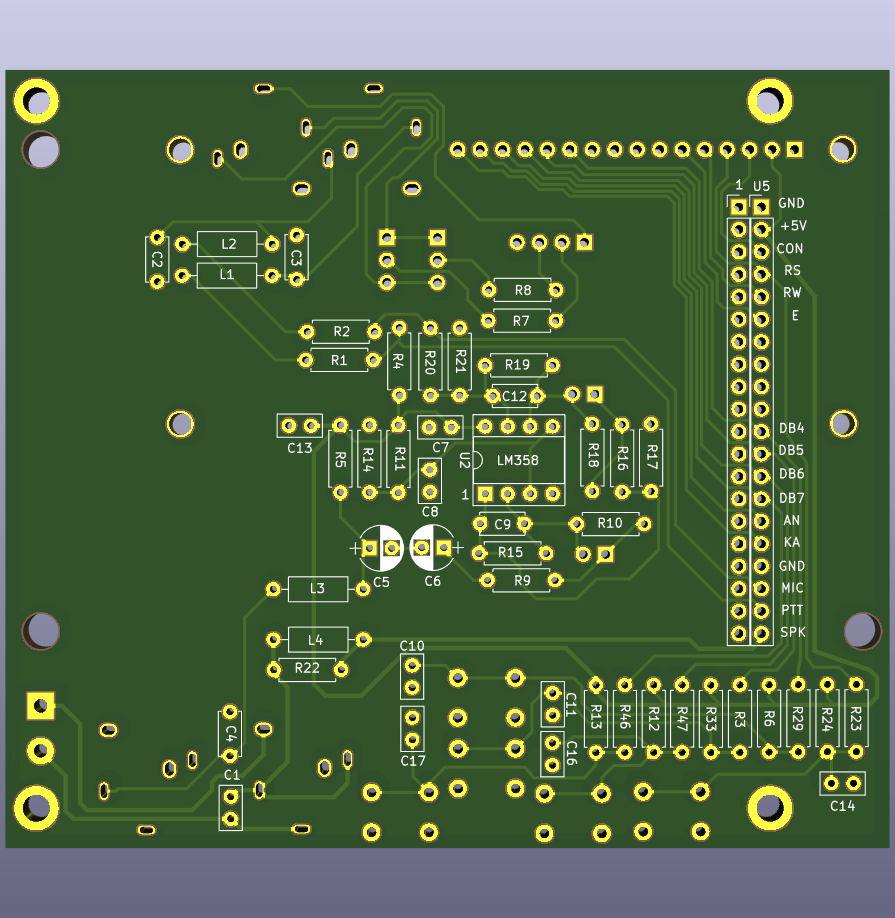 1 U5
GND
+5V
CON
RS
RW
E
L2
L1
C2
C3
R8
R7
R2
R1
R4
R20
R21
R19
C12
DB4
DB5
DB6
DB7
AN
KA
GND
MIC
PTT
SPK
C13
R5
R14
R11
C7
C8
U2
LM358
1
R18
R16
R17
C9
R10
R15
R9
+
C5
+
C6
L3
L4
R22
C10
C17
C11
C16
R13
R46
R12
R47
R33
R3
R6
R29
R24
R23
C4
C1
C14